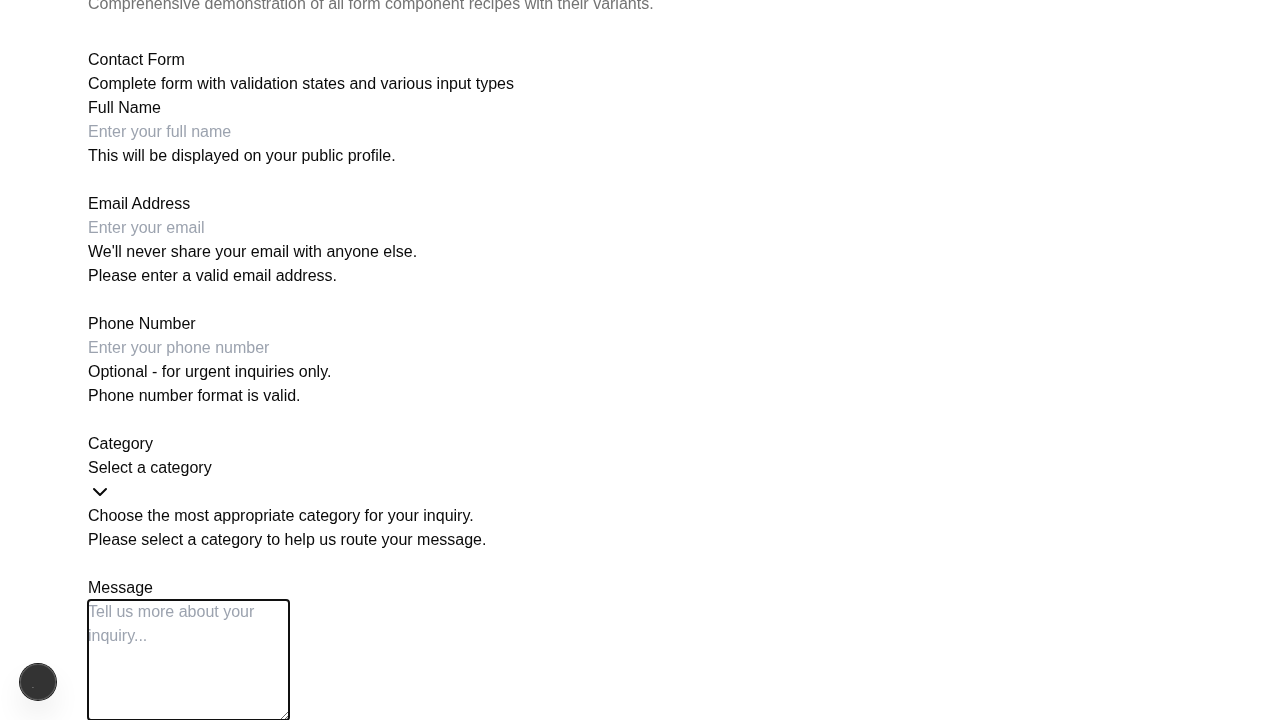 Comprehensive demonstration of all form component recipes with their variants.
Contact Form
Complete form with validation states and various input types
Full Name
Enter your full name
This will be displayed on your public profile.
Email Address
Enter your email
We'll never share your email with anyone else.
Please enter a valid email address.
Phone Number
Enter your phone number
Optional - for urgent inquiries only.
Phone number format is valid.
Category
Select a category
Choose the most appropriate category for your inquiry.
Please select a category to help us route your message.
Message
Tell us more about your
inquiry...